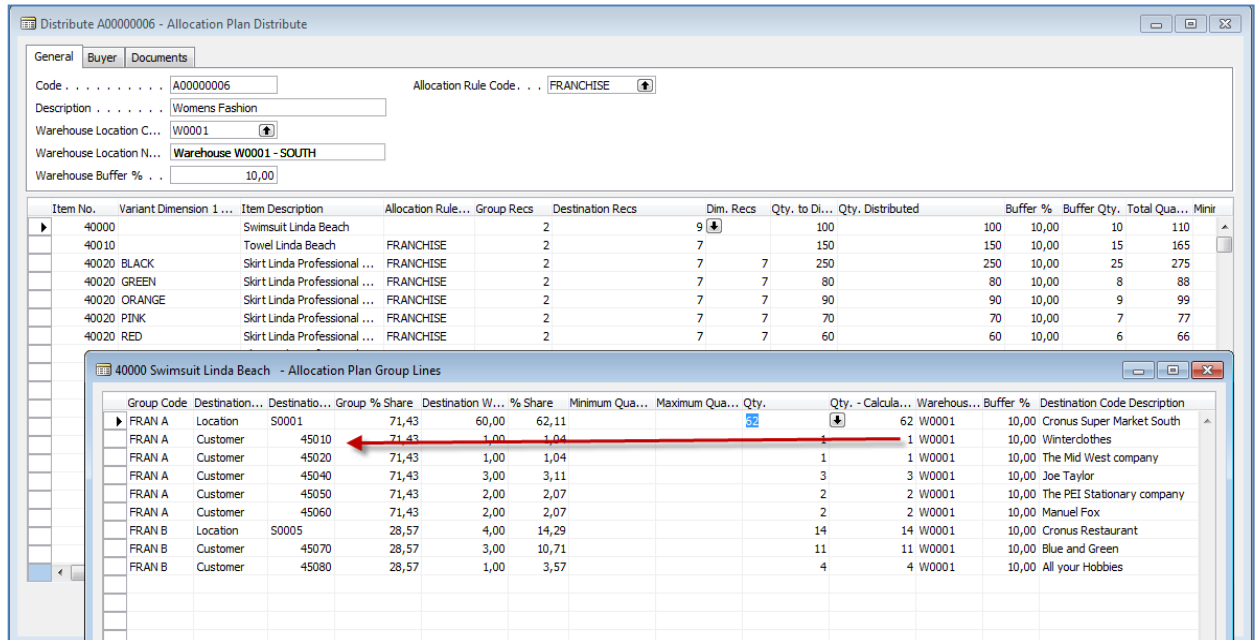 Distribute A00000006 - Allocation Plan Distribute
General Buyer Documents
Code . . . . . . . . . . A00000006 Allocation Rule Code. . . FRANCHISE
Description . . . . . . . Womens Fashion
Warehouse Location C... W0001
Warehouse Location N... Warehouse W0001 - SOUTH
Warehouse Buffer % . . 10,00
Item No. Variant Dimension 1 ... Item Description Allocation Rule... Group Recs Destination Recs Dim. Recs Qty. to Di... Qty. Distributed Buffer % Buffer Qty. Total Qua... Minir
40000 Swimsuit Linda Beach 2 9 100 100 10,00 10 110
40010 Towel Linda Beach FRANCHISE 2 7 150 150 10,00 15 165
40020 BLACK Skirt Linda Professional ... FRANCHISE 2 7 7 250 250 10,00 25 275
40020 GREEN Skirt Linda Professional ... FRANCHISE 2 7 7 80 80 10,00 8 88
40020 ORANGE Skirt Linda Professional ... FRANCHISE 2 7 7 90 90 10,00 9 99
40020 PINK Skirt Linda Professional ... FRANCHISE 2 7 7 70 70 10,00 7 77
40020 RED Skirt Linda Professional ... FRANCHISE 2 7 7 60 60 10,00 6 66
40000 Swimsuit Linda Beach - Allocation Plan Group Lines
Group Code Destination... Destinatio... Group % Share Destination W... % Share Minimum Qua... Maximum Qua... Qty. Qty. - Calcula... Warehous... Buffer % Destination Code Description
FRAN A Location S0001 71,43 60,00 62,11 62 62 W0001 10,00 Cronus Super Market South
FRAN A Customer 45010 71,43 1,00 1,04 1 1 W0001 10,00 Winterclothes
FRAN A Customer 45020 71,43 1,00 1,04 1 1 W0001 10,00 The Mid West company
FRAN A Customer 45040 71,43 3,00 3,11 3 3 W0001 10,00 Joe Taylor
FRAN A Customer 45050 71,43 2,00 2,07 2 2 W0001 10,00 The PEI Stationary company
FRAN A Customer 45060 71,43 2,00 2,07 2 2 W0001 10,00 Manuel Fox
FRAN B Location S0005 28,57 4,00 14,29 14 14 W0001 10,00 Cronus Restaurant
FRAN B Customer 45070 28,57 3,00 10,71 11 11 W0001 10,00 Blue and Green
FRAN B Customer 45080 28,57 1,00 3,57 4 4 W0001 10,00 All your Hobbies